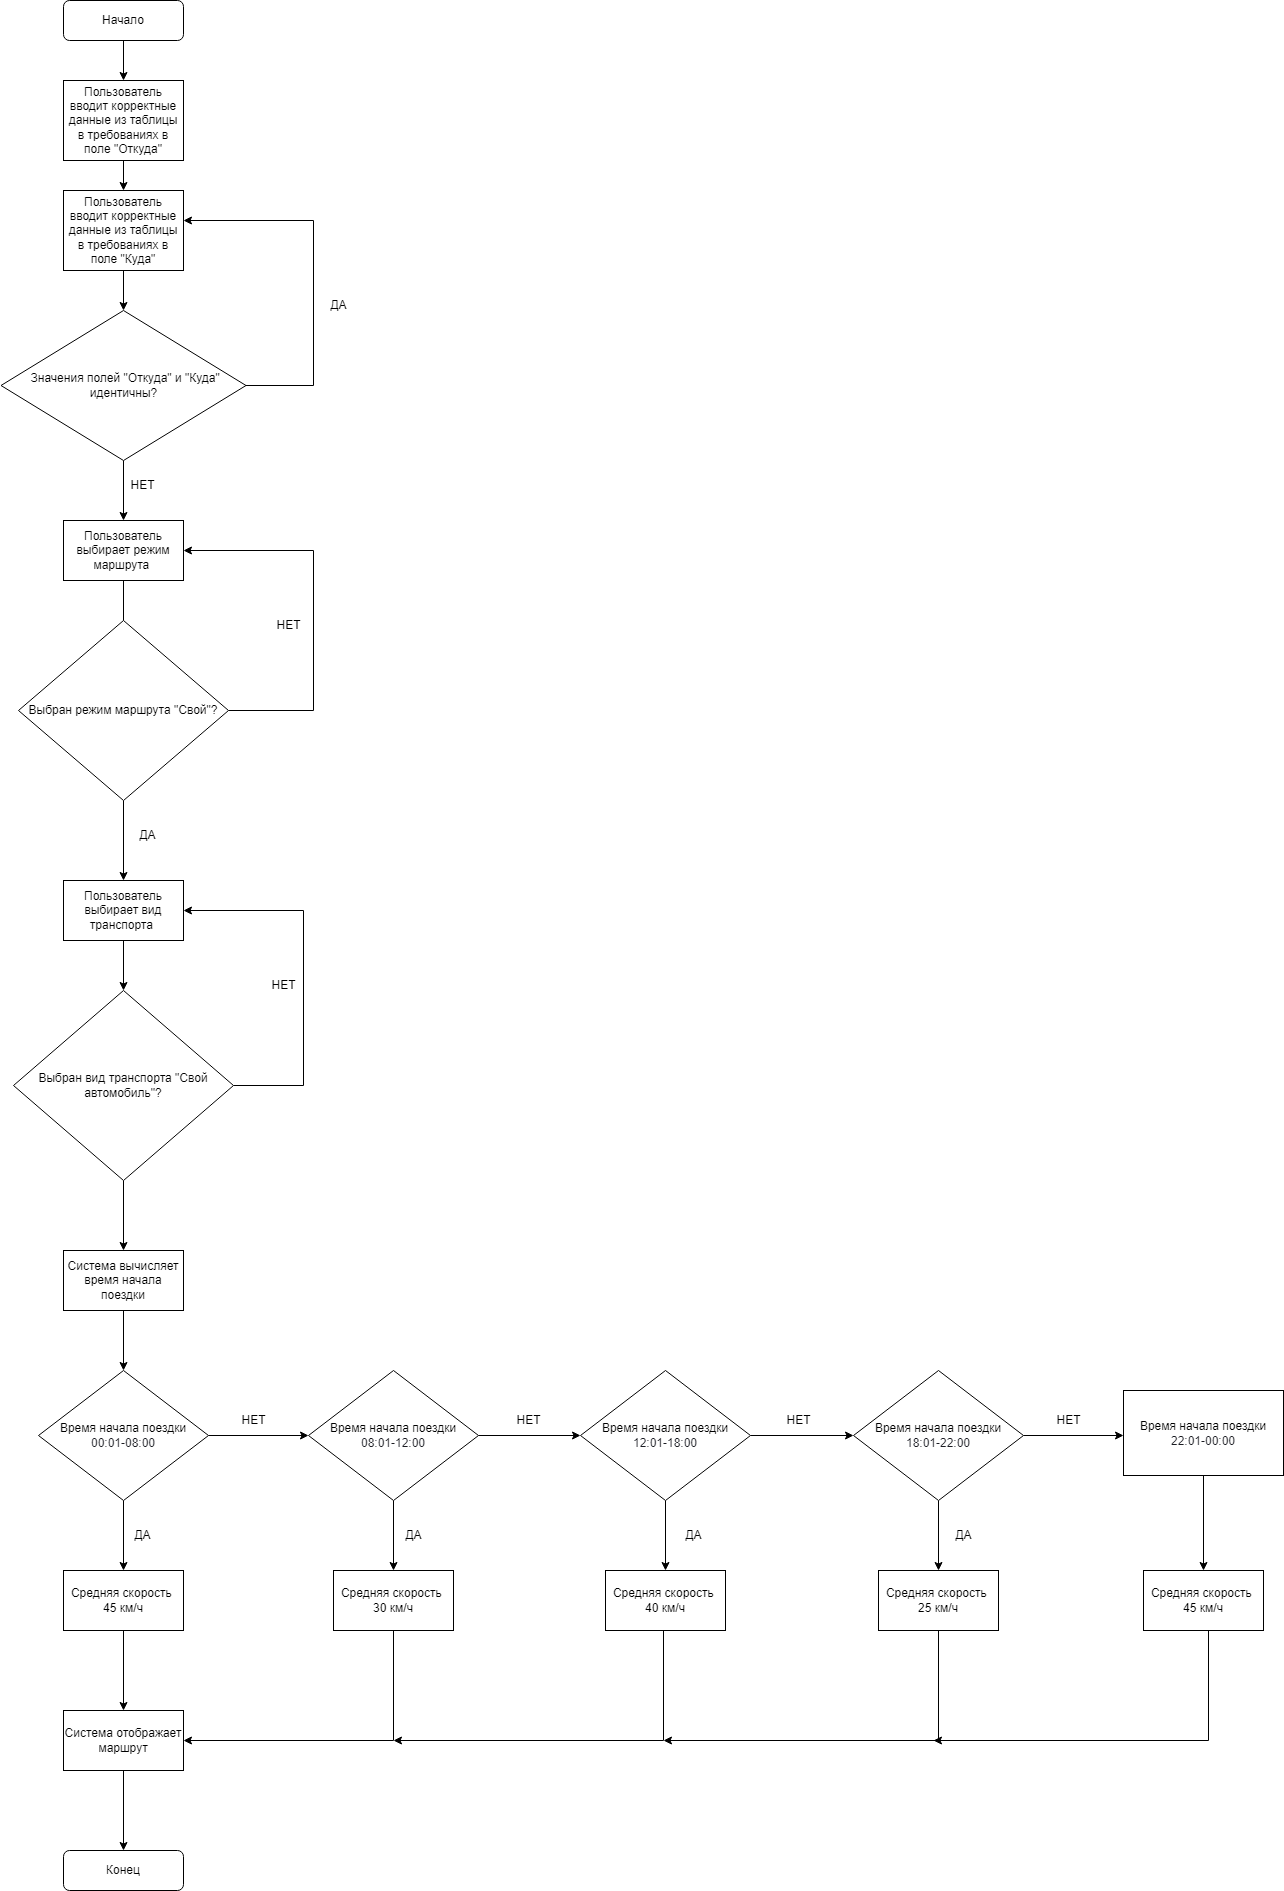 Начало
Пользователь
вводит корректные
данные из таблицы
в требованиях в
поле "Откуда"
Пользователь
вводит корректные
данные из таблицы
в требованиях в
поле "Куда"
ДА
Значения полей "Откуда" и "Куда"
идентичны?
НЕТ
Пользователь
выбирает режим
маршрута
НЕТ
Выбран режим маршрута "Свой"?
ДА
Пользователь
выбирает вид
транспорта
НЕТ
Выбран вид транспорта "Свой
автомобиль"?
Система вычисляет
время начала
поездки
Время начала поездки
00:01-08:00
НЕТ
Время начала поездки
08:01-12:00
НЕТ
Время начала поездки
12:01-18:00
НЕТ
Время начала поездки
18:01-22:00
НЕТ
Время начала поездки
22:01-00:00
ДА
ДА
ДА
ДА
Средняя скорость
45 км/ч
Средняя скорость
30 км/ч
Средняя скорость
40 км/ч
Средняя скорость
25 км/ч
Средняя скорость
45 км/ч
Система отображает
маршрут
Конец